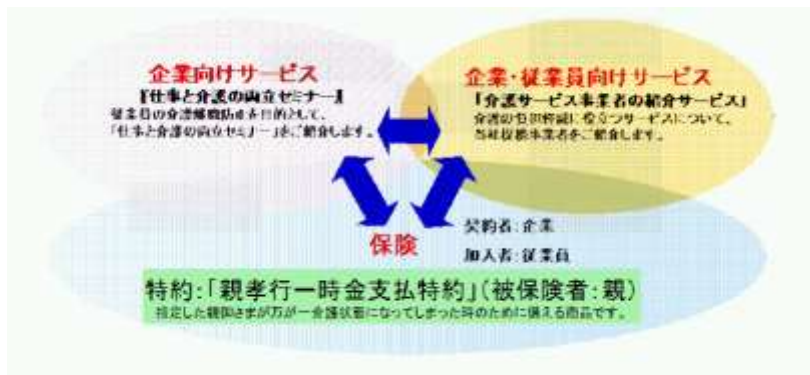 企業向けサービス
『仕事と介護の両立セミナー』
従業員の介護離職防止を目的として、
「仕事と介護の両立セミナー」をご紹介します。
企業・従業員向けサービス
「介護サービス事業者の紹介サービス」
介護の負担軽減に役立つサービスについて、
当社提携事業者をご紹介します。
保険
契約者:企業
加入者:従業員
特約:「親孝行一時金支払特約」(被保険者:親)
指定した親御さまが万が一介護状態になってしまった時のために備える商品です。